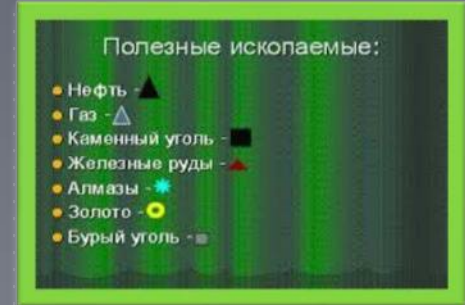 Полезные ископаемые:
Нефть -
Газ -
Каменный уголь -
Железные руды -
Алмазы -
Золото -
Бурый уголь -